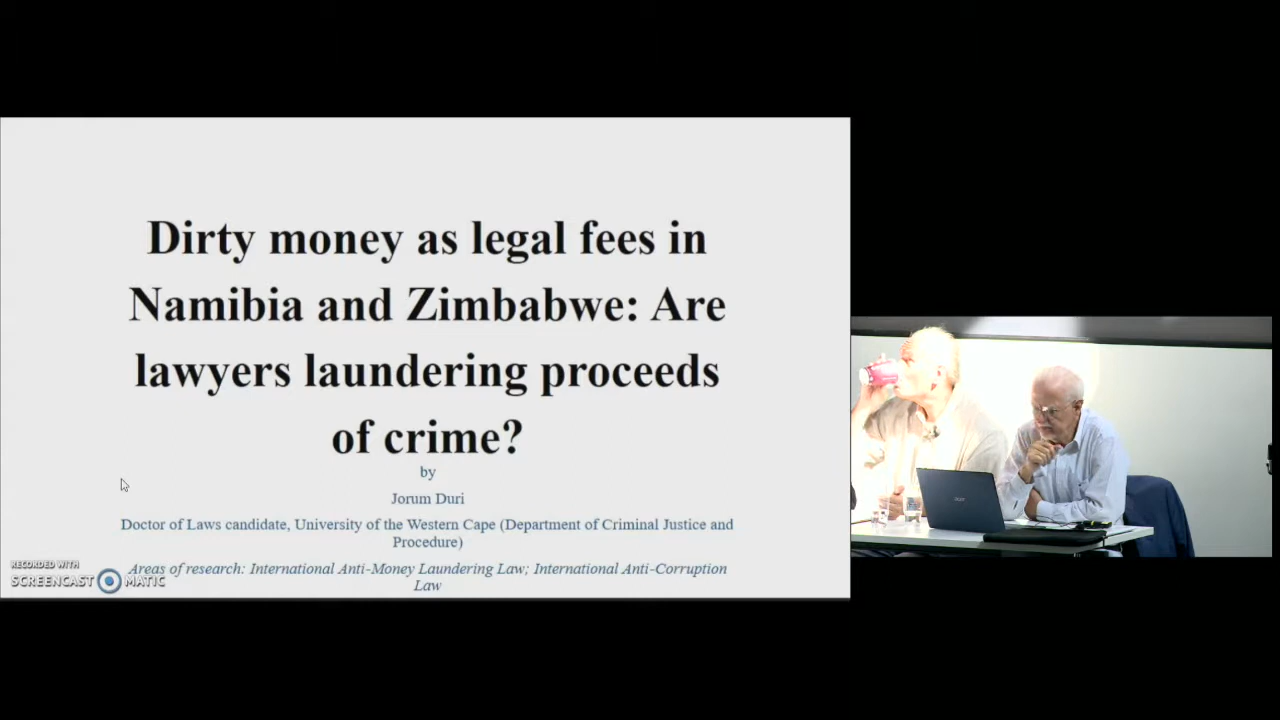 Dirty money as legal fees in
Namibia and Zimbabwe: Are
lawyers laundering proceeds
of crime?
by
Jorum Duri
Doctor of Laws candidate, University of the Western Cape (Department of Criminal Justice and
Procedure)
Areas of research: International Anti-Money Laundering Law; International Anti-Corruption
Law
RECORDED WITH
SCREENCAST MATIC
acer